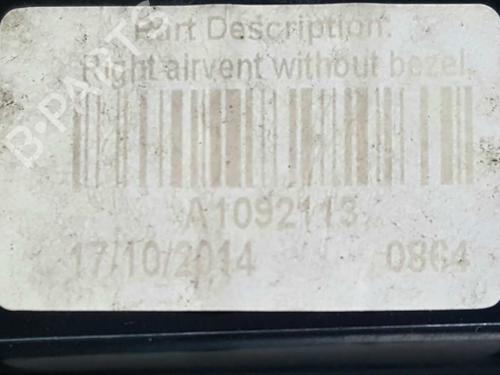 Part Description:
Right airvent without bezel
A1092113
17/10/2014 0864
B-PARTS